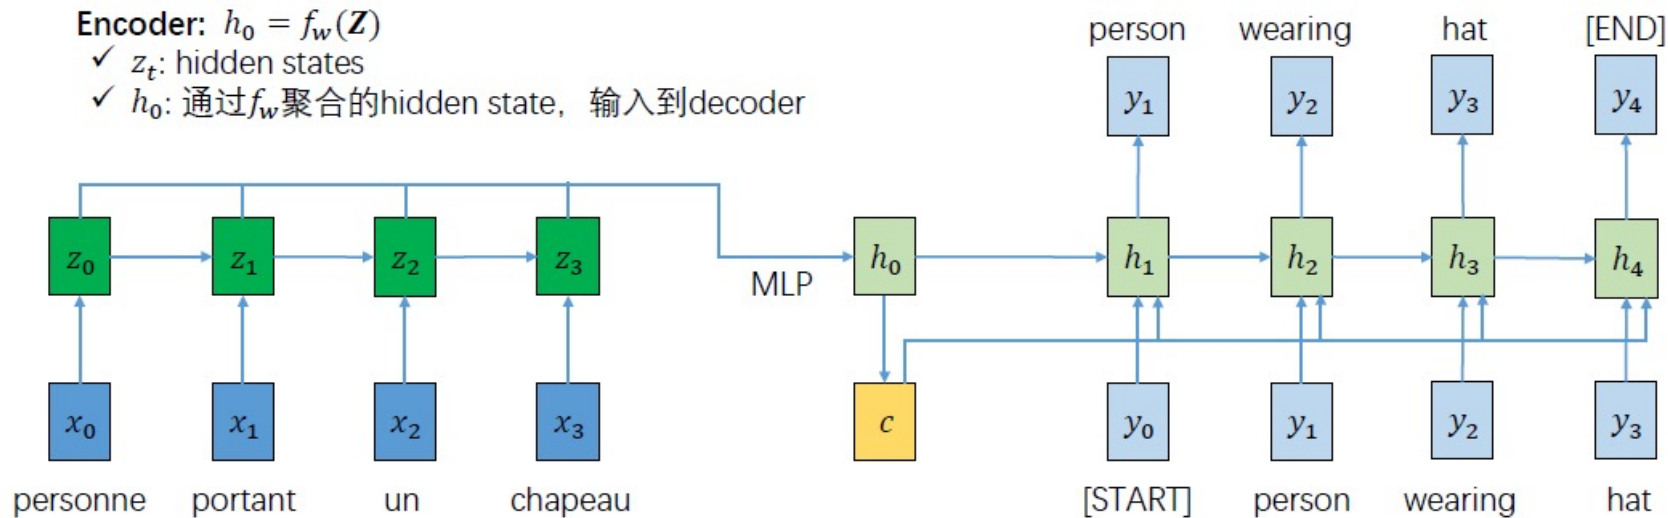 Encoder: h₀ = f_w(Z)
✓ z_t: hidden states
✓ h₀: 通过f_w聚合的hidden state，输入到decoder
person wearing hat [END]
y₁ y₂ y₃ y₄
z₀ z₁ z₂ z₃ h₀ h₁ h₂ h₃ h₄
MLP
x₀ x₁ x₂ x₃ c y₀ y₁ y₂ y₃
personne portant un chapeau [START] person wearing hat